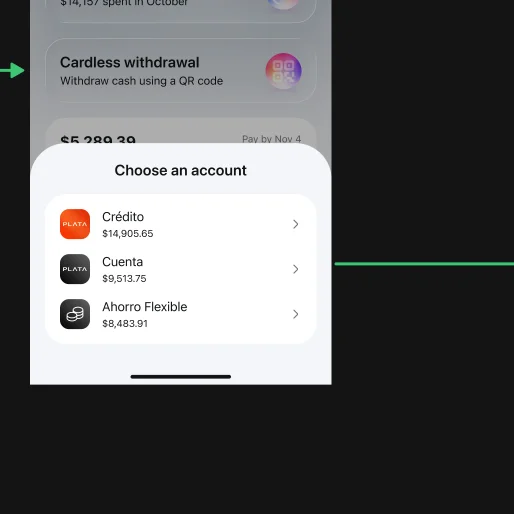 $14,157 spent in October
Cardless withdrawal
Withdraw cash using a QR code
$5,289.39
Pay by Nov 4
Choose an account
PLATA
Crédito
$14,905.65
PLATA
Cuenta
$9,513.75
Ahorro Flexible
$8,483.91